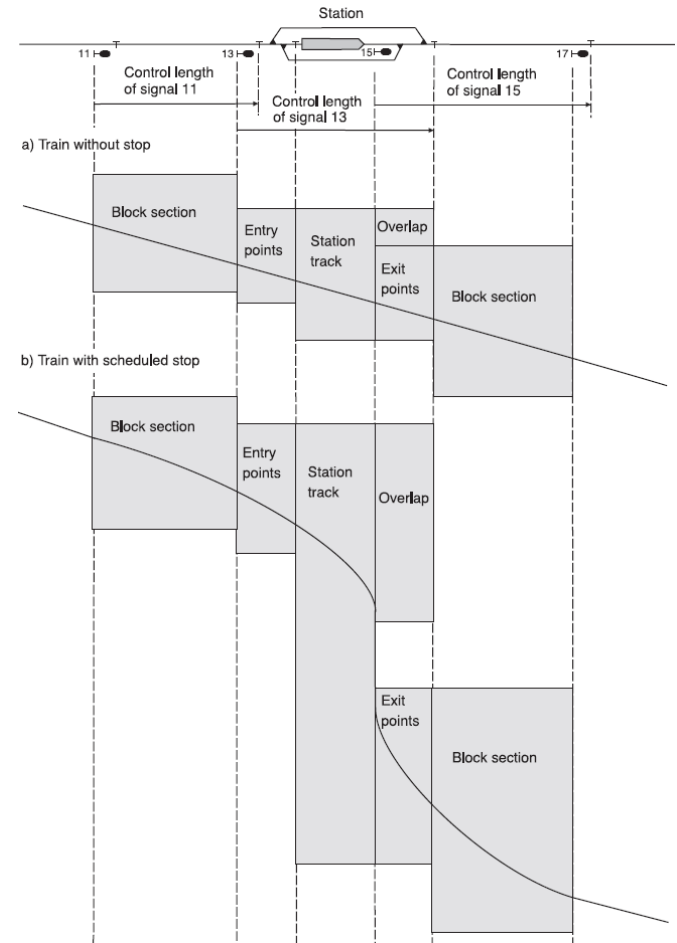 Station
11
13
15
17
Control length
of signal 11
Control length
of signal 13
Control length
of signal 15
a) Train without stop
Block section
Entry
points
Station
track
Overlap
Exit
points
Block section
b) Train with scheduled stop
Block section
Entry
points
Station
track
Overlap
Exit
points
Block section